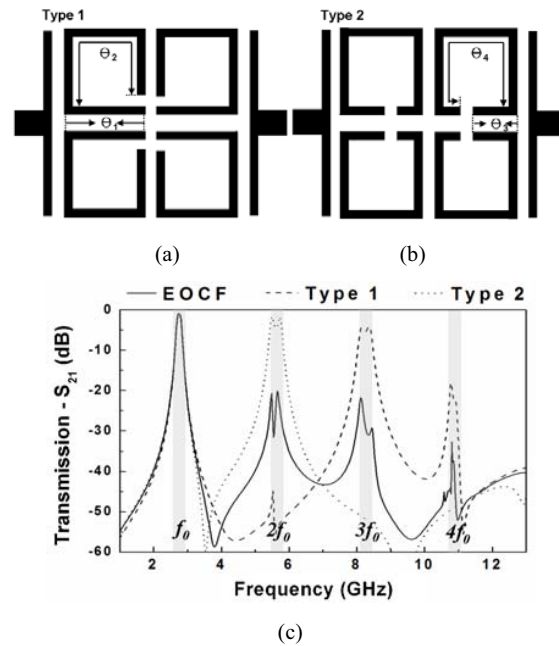 Type 1
Θ2
Θ1
(a)
Type 2
Θ4
Θ3
(b)
EOCF Type 1 Type 2
Transmission - S21 (dB)
0
-10
-20
-30
-40
-50
-60
f0 2f0 3f0 4f0
2 4 6 8 10 12
Frequency (GHz)
(c)